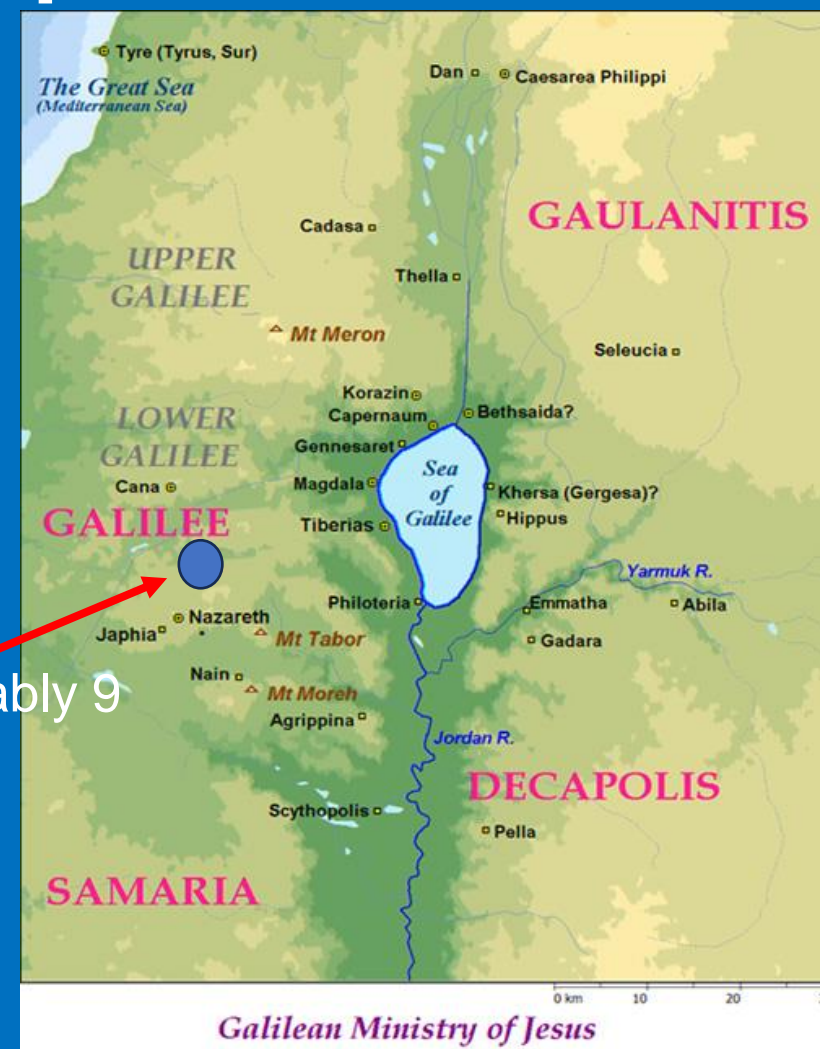 Tyre (Tyrus, Sur)
The Great Sea
(Mediterranean Sea)
Dan
Caesarea Philippi
GAULANITIS
Cadasa
UPPER
GALILEE
Thella
Mt Meron
Seleucia
Korazin
Capernaum
Bethsaida?
LOWER
GALILEE
Gennesaret
Sea
of
Galilee
Cana
Magdala
Khersa (Gergesa)?
GALILEE
Tiberias
Hippus
Yarmuk R.
Philoteria
Emmatha
Abila
Nazareth
Japhia
Mt Tabor
Gadara
Nain
Mt Moreh
ably 9
Agrippina
Jordan R.
DECAPOLIS
Scythopolis
Pella
SAMARIA
0 km 10 20
Galilean Ministry of Jesus